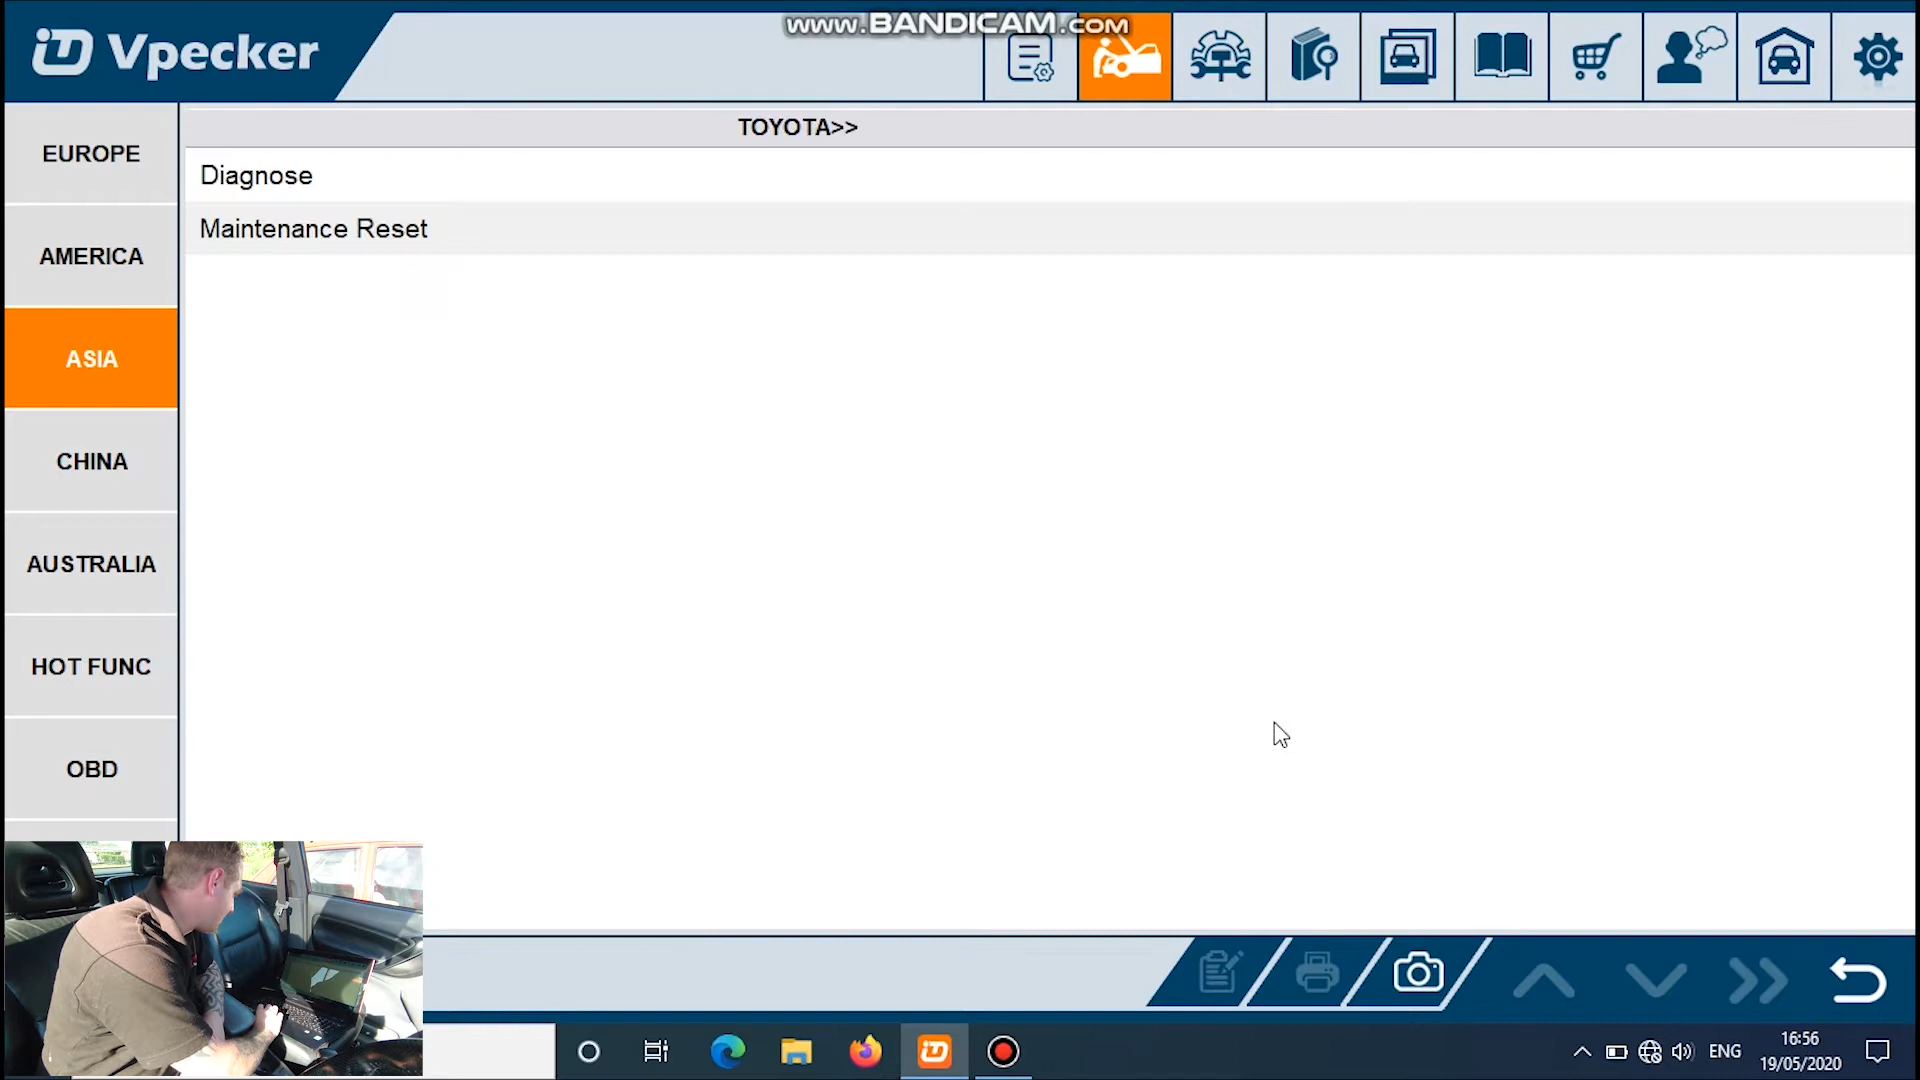 www.BANDICAM.com
Vpecker
TOYOTA>>
EUROPE
AMERICA
ASIA
CHINA
AUSTRALIA
HOT FUNC
OBD
Diagnose
Maintenance Reset
ENG
16:56
19/05/2020